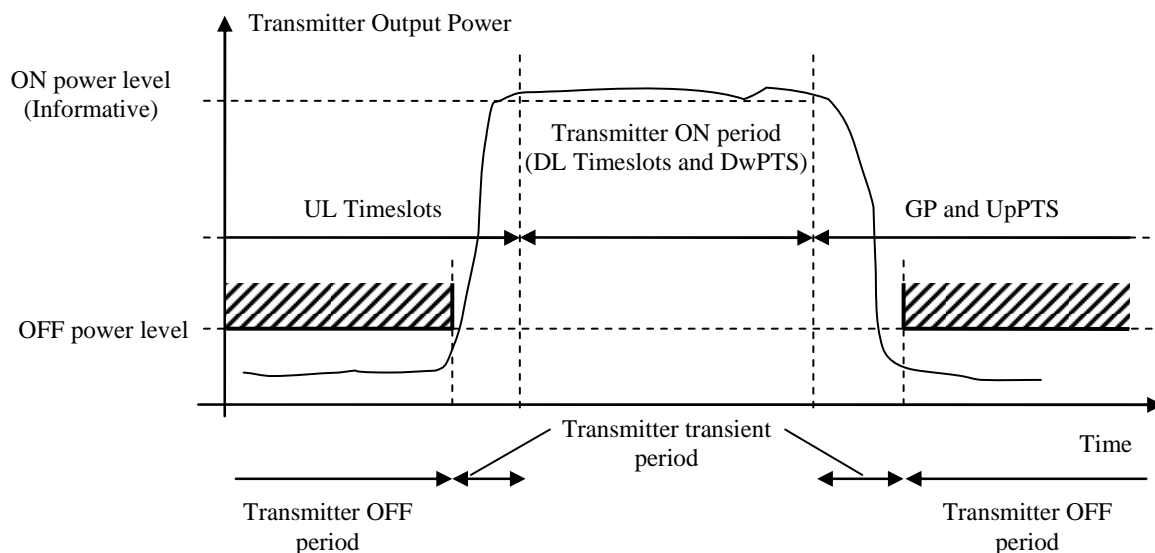 Transmitter Output Power
ON power level
(Informative)
Transmitter ON period
(DL Timeslots and DwPTS)
UL Timeslots
GP and UpPTS
OFF power level
Transmitter transient
period
Time
Transmitter OFF
period
Transmitter OFF
period